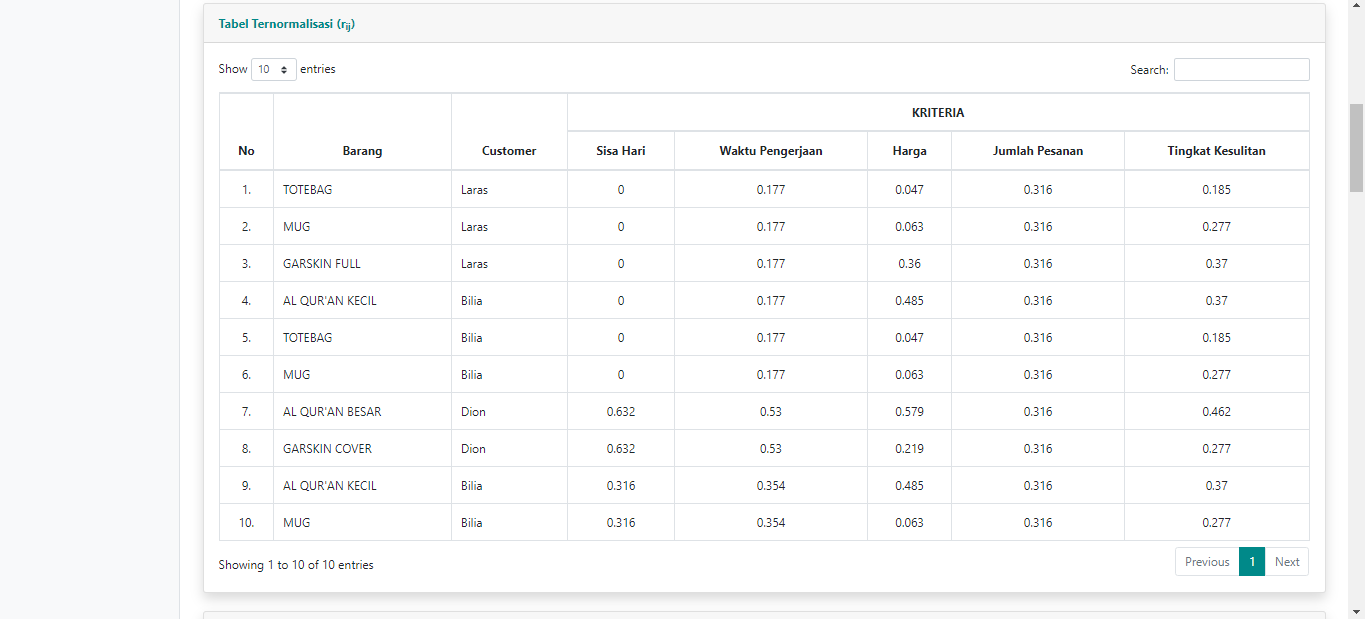 Tabel Ternormalisasi (rij)
Show 10 entries
Search:
KRITERIA
No Barang Customer Sisa Hari Waktu Pengerjaan Harga Jumlah Pesanan Tingkat Kesulitan
1. TOTEBAG Laras 0 0.177 0.047 0.316 0.185
2. MUG Laras 0 0.177 0.063 0.316 0.277
3. GARSKIN FULL Laras 0 0.177 0.36 0.316 0.37
4. AL QUR'AN KECIL Bilia 0 0.177 0.485 0.316 0.37
5. TOTEBAG Bilia 0 0.177 0.047 0.316 0.185
6. MUG Bilia 0 0.177 0.063 0.316 0.277
7. AL QUR'AN BESAR Dion 0.632 0.53 0.579 0.316 0.462
8. GARSKIN COVER Dion 0.632 0.53 0.219 0.316 0.277
9. AL QUR'AN KECIL Bilia 0.316 0.354 0.485 0.316 0.37
10. MUG Bilia 0.316 0.354 0.063 0.316 0.277
Showing 1 to 10 of 10 entries
Previous 1 Next